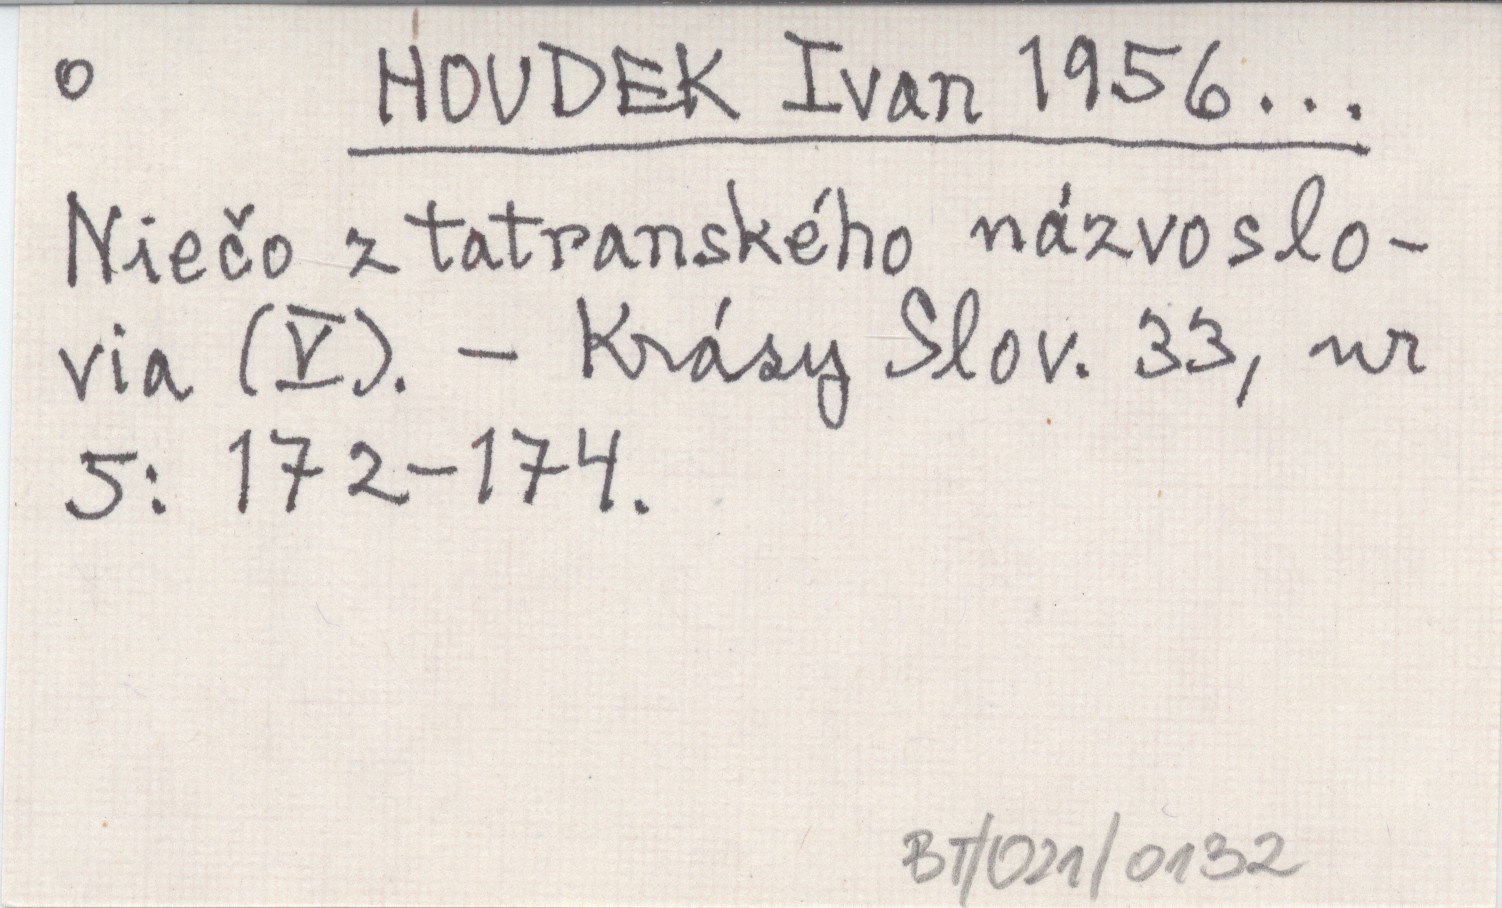 o HOUDEK Ivan 1956...
Niečo z tatranského názvoslo-
via (V). - Krásy Slov. 33, nr
5: 172-174.
BT/021/0132